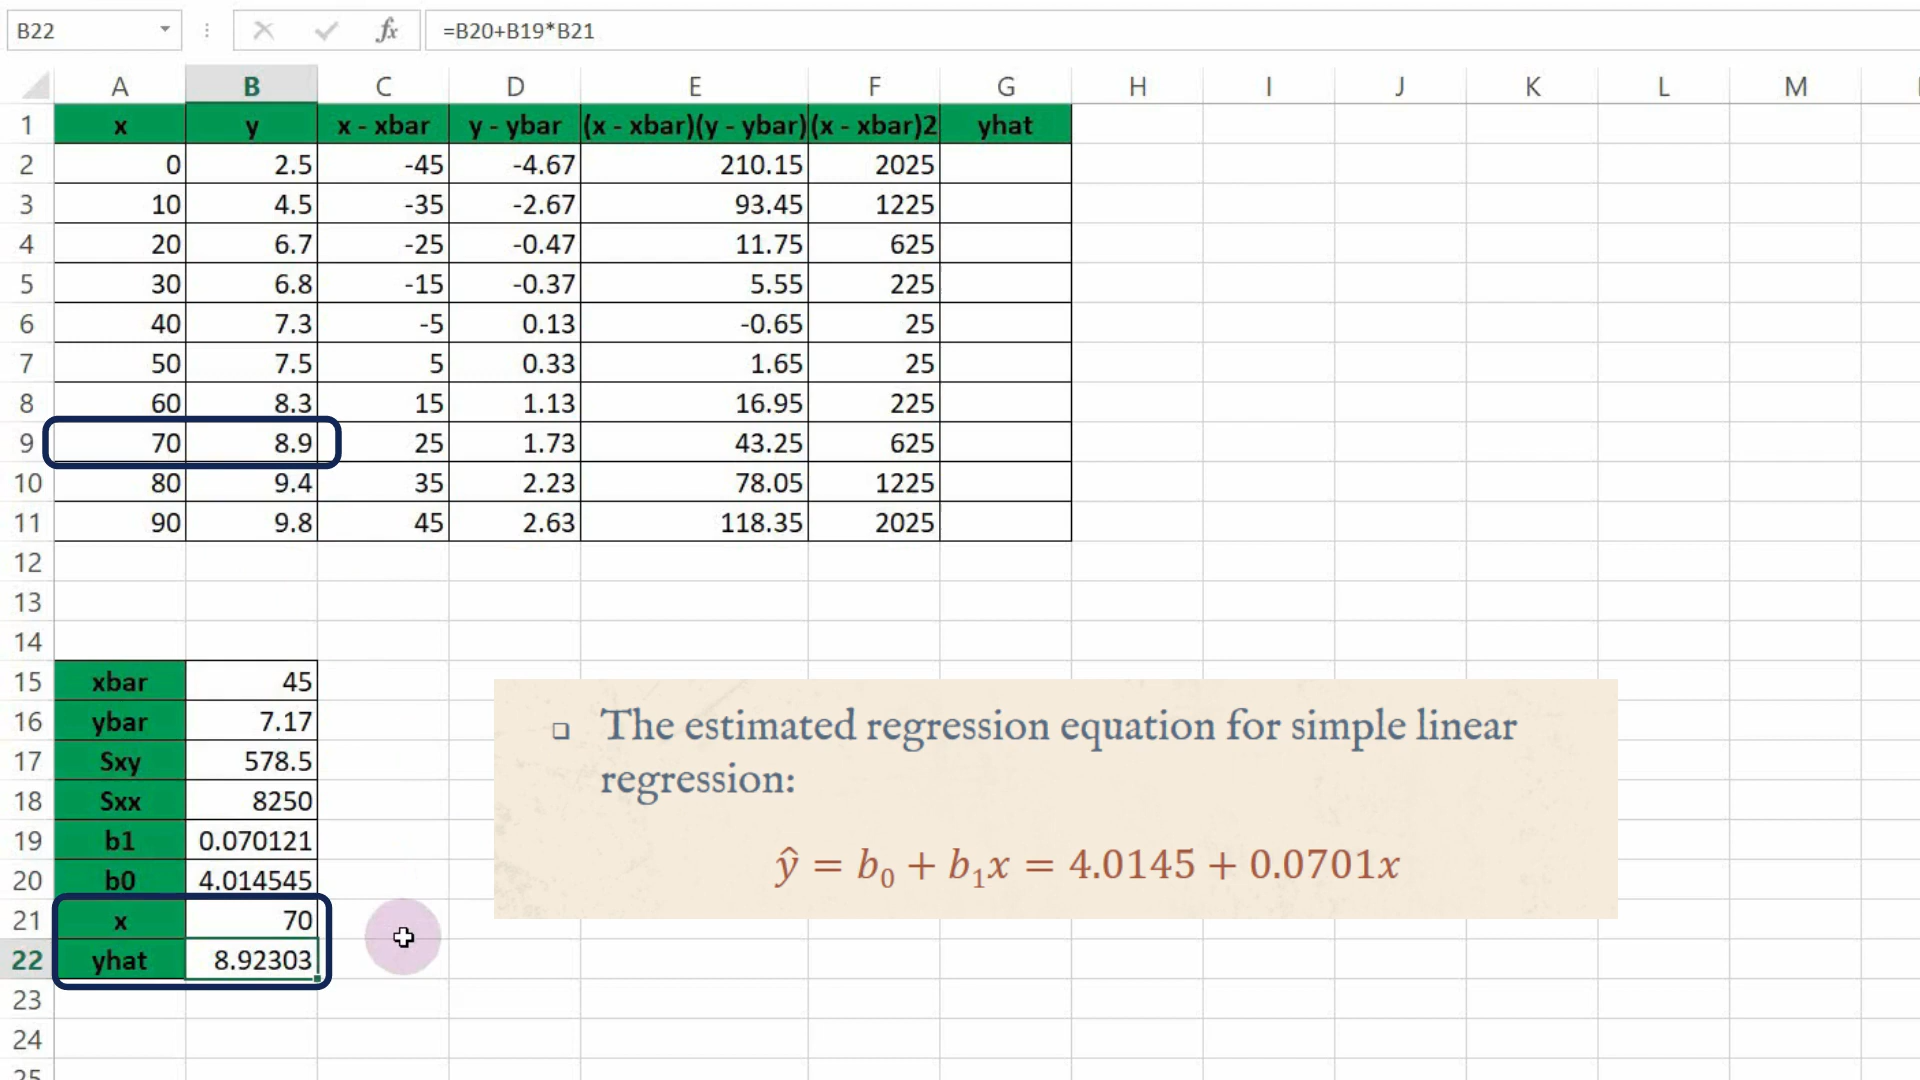 B22 fx =B20+B19*B21
A B C D E F G H I J K L M
1 x y x - xbar y - ybar (x - xbar)(y - ybar) (x - xbar)2 yhat
2 0 2.5 -45 -4.67 210.15 2025
3 10 4.5 -35 -2.67 93.45 1225
4 20 6.7 -25 -0.47 11.75 625
5 30 6.8 -15 -0.37 5.55 225
6 40 7.3 -5 0.13 -0.65 25
7 50 7.5 5 0.33 1.65 25
8 60 8.3 15 1.13 16.95 225
9 70 8.9 25 1.73 43.25 625
10 80 9.4 35 2.23 78.05 1225
11 90 9.8 45 2.63 118.35 2025
12
13
14
15 xbar 45
16 ybar 7.17
17 Sxy 578.5
18 Sxx 8250
19 b1 0.070121
20 b0 4.014545
21 x 70
22 yhat 8.92303
23
24
25
The estimated regression equation for simple linear
regression:
ŷ = b₀ + b₁x = 4.0145 + 0.0701x